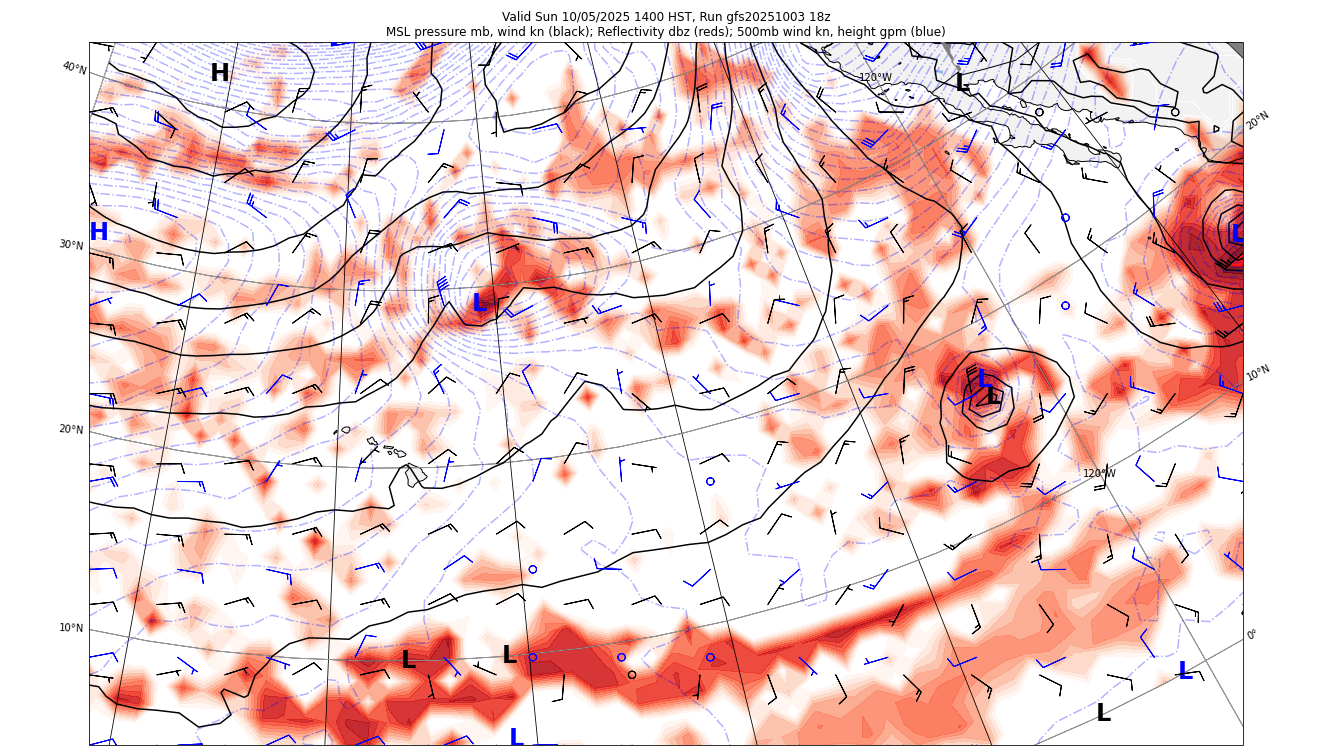 Valid Sun 10/05/2025 1400 HST, Run gfs20251003 18z
MSL pressure mb, wind kn (black); Reflectivity dbz (reds); 500mb wind kn, height gpm (blue)
40°N
H
120°W
L
20°N
H
30°N
L
L
L
L
10°N
20°N
120°W
10°N
0°
L
L
L
L
L